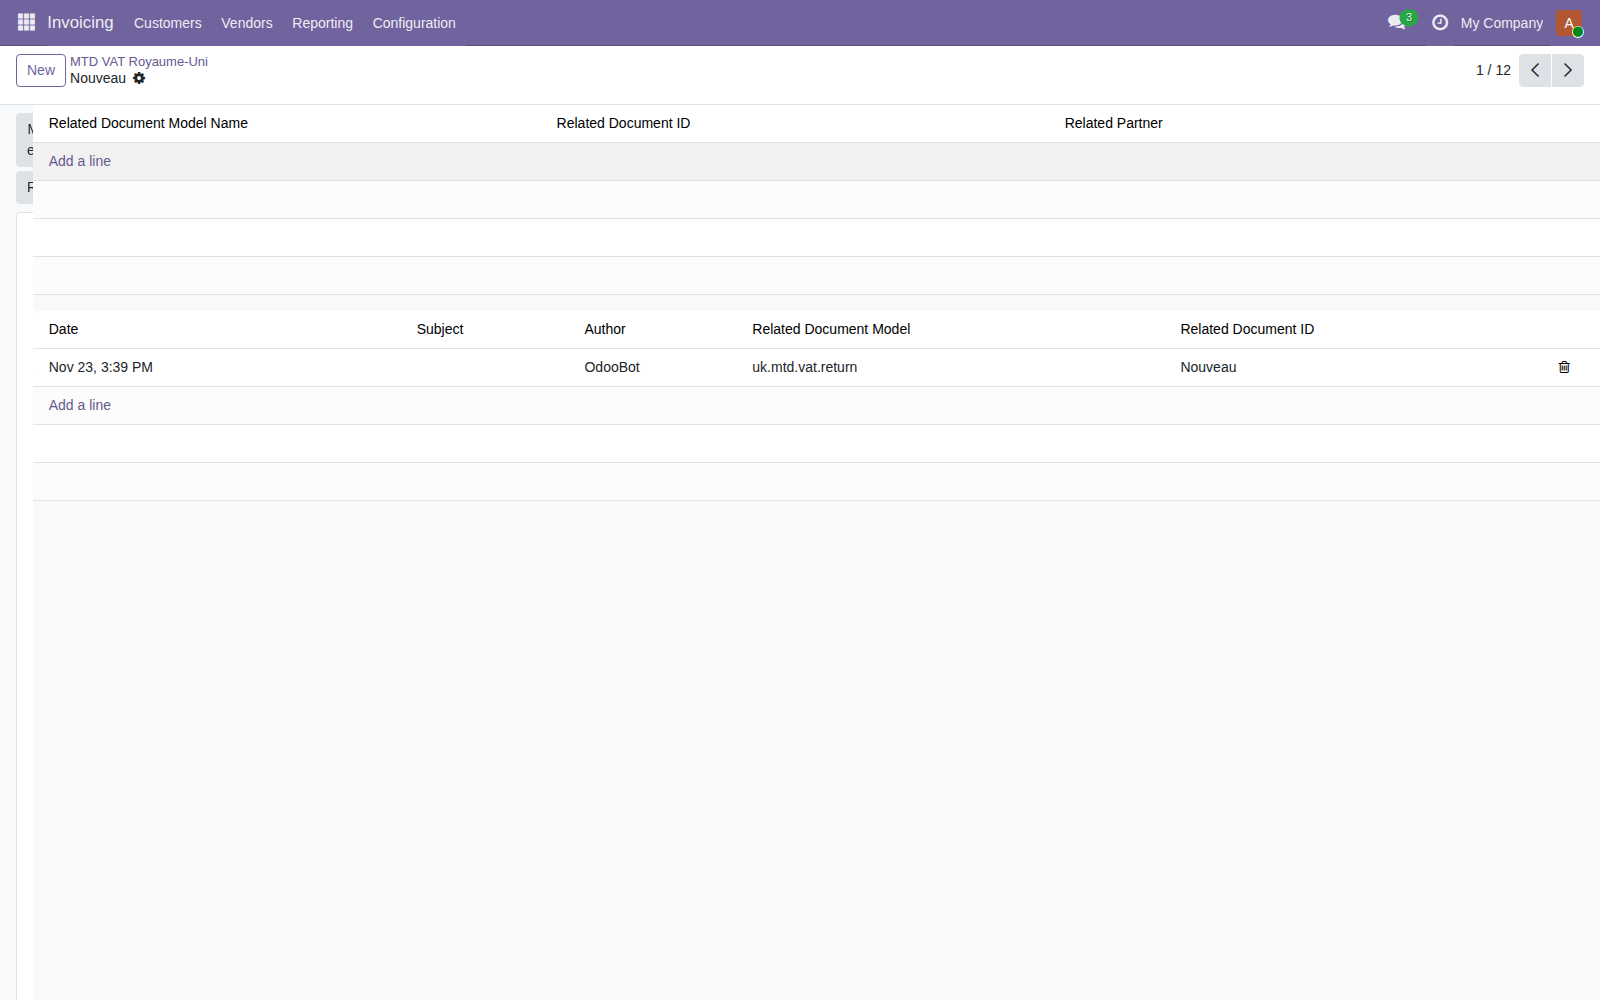 Invoicing Customers Vendors Reporting Configuration 3 My Company A
New MTD VAT Royaume-Uni
Nouveau
1 / 12
Related Document Model Name Related Document ID Related Partner
Add a line
Date Subject Author Related Document Model Related Document ID
Nov 23, 3:39 PM OdooBot uk.mtd.vat.return Nouveau
Add a line